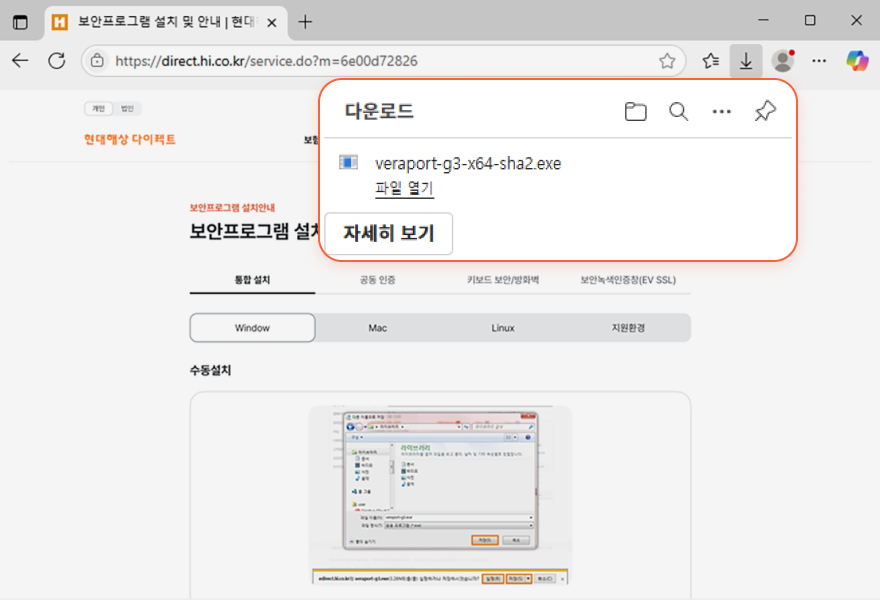 보안프로그램 설치 및 안내 | 현대
https://direct.hi.co.kr/service.do?m=6e00d72826
다운로드
개인 법인
현대해상 다이렉트
보험
veraport-g3-x64-sha2.exe
파일 열기
자세히 보기
보안프로그램 설치안내
보안프로그램 설치
통합 설치 공동 인증 키보드 보안/방화벽 보안녹색인증창(EV SSL)
Window Mac Linux 지원환경
수동설치
라이브러리